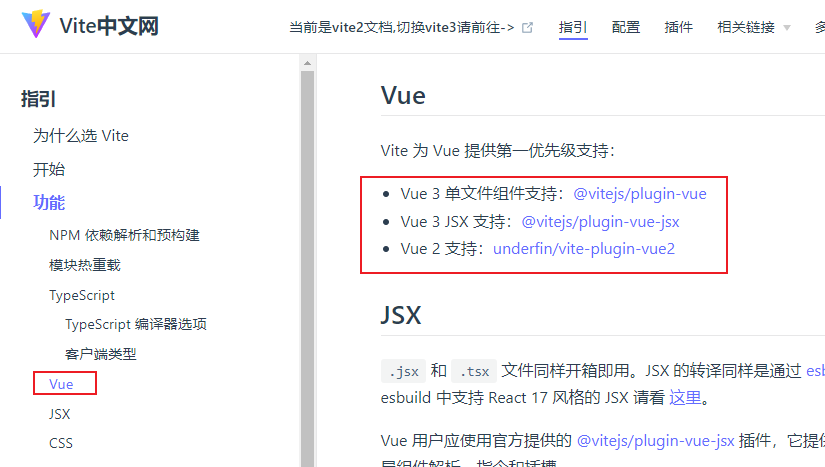 Vite中文网
当前是vite2文档,切换vite3请前往->
指引
配置
插件
相关链接
指引
为什么选 Vite
开始
功能
NPM 依赖解析和预构建
模块热重载
TypeScript
TypeScript 编译器选项
客户端类型
Vue
JSX
CSS
Vue
Vite 为 Vue 提供第一优先级支持：
Vue 3 单文件组件支持：@vitejs/plugin-vue
Vue 3 JSX 支持：@vitejs/plugin-vue-jsx
Vue 2 支持：underfin/vite-plugin-vue2
JSX
.jsx 和 .tsx 文件同样开箱即用。JSX 的转译同样是通过
esbuild 中支持 React 17 风格的 JSX 请看 这里。
Vue 用户应使用官方提供的 @vitejs/plugin-vue-jsx 插件，它提供